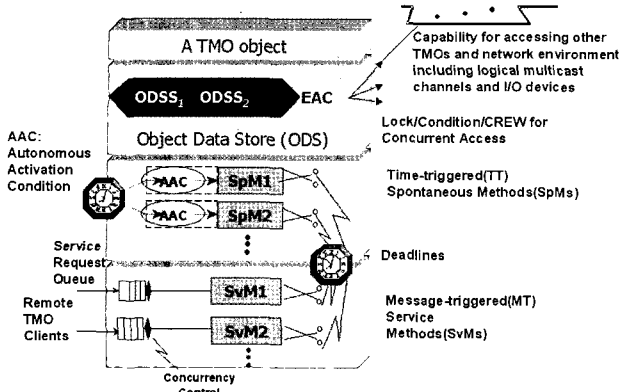 A TMO object
Capability for accessing other
TMOs and network environment
including logical multicast
channels and I/O devices
ODSS1 ODSS2
EAC
Object Data Store (ODS)
Lock/Condition/CREW for
Concurrent Access
AAC:
Autonomous
Activation
Condition
AAC
SpM1
AAC
SpM2
Time-triggered(TT)
Spontaneous Methods(SpMs)
Deadlines
Service
Request
Queue
Remote
TMO
Clients
SvM1
SvM2
Message-triggered(MT)
Service
Methods(SvMs)
Concurrency
Control